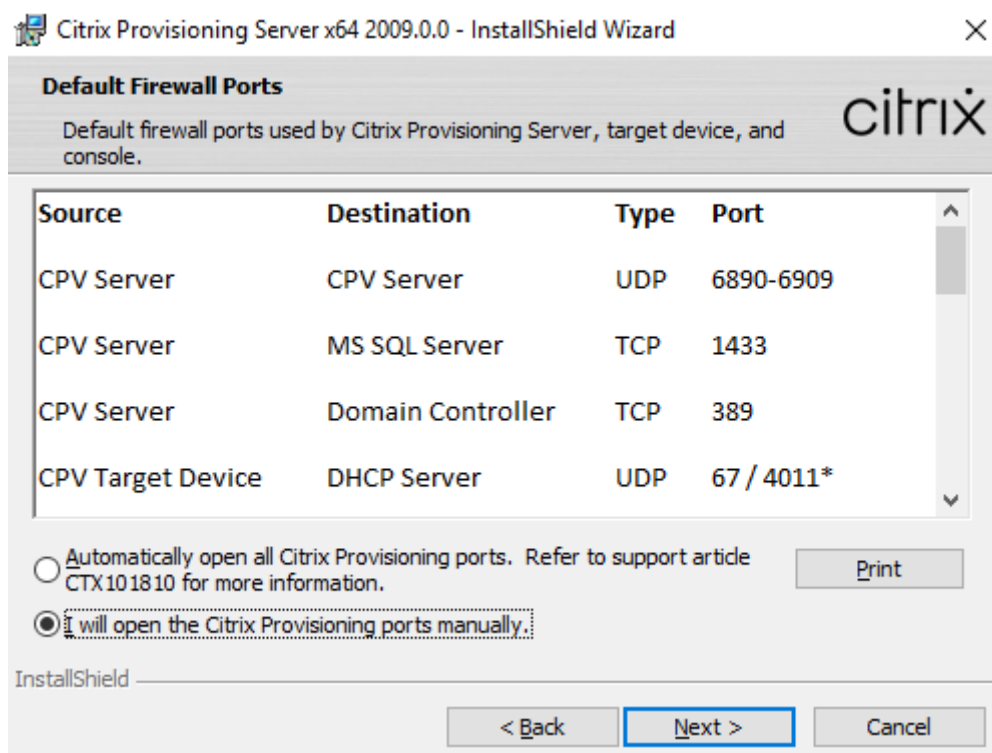 Citrix Provisioning Server x64 2009.0.0 - InstallShield Wizard
Default Firewall Ports
Default firewall ports used by Citrix Provisioning Server, target device, and
console.
citrix
Source Destination Type Port
CPV Server CPV Server UDP 6890-6909
CPV Server MS SQL Server TCP 1433
CPV Server Domain Controller TCP 389
CPV Target Device DHCP Server UDP 67 / 4011*
Automatically open all Citrix Provisioning ports. Refer to support article
CTX101810 for more information.
Print
I will open the Citrix Provisioning ports manually.
InstallShield
< Back Next > Cancel